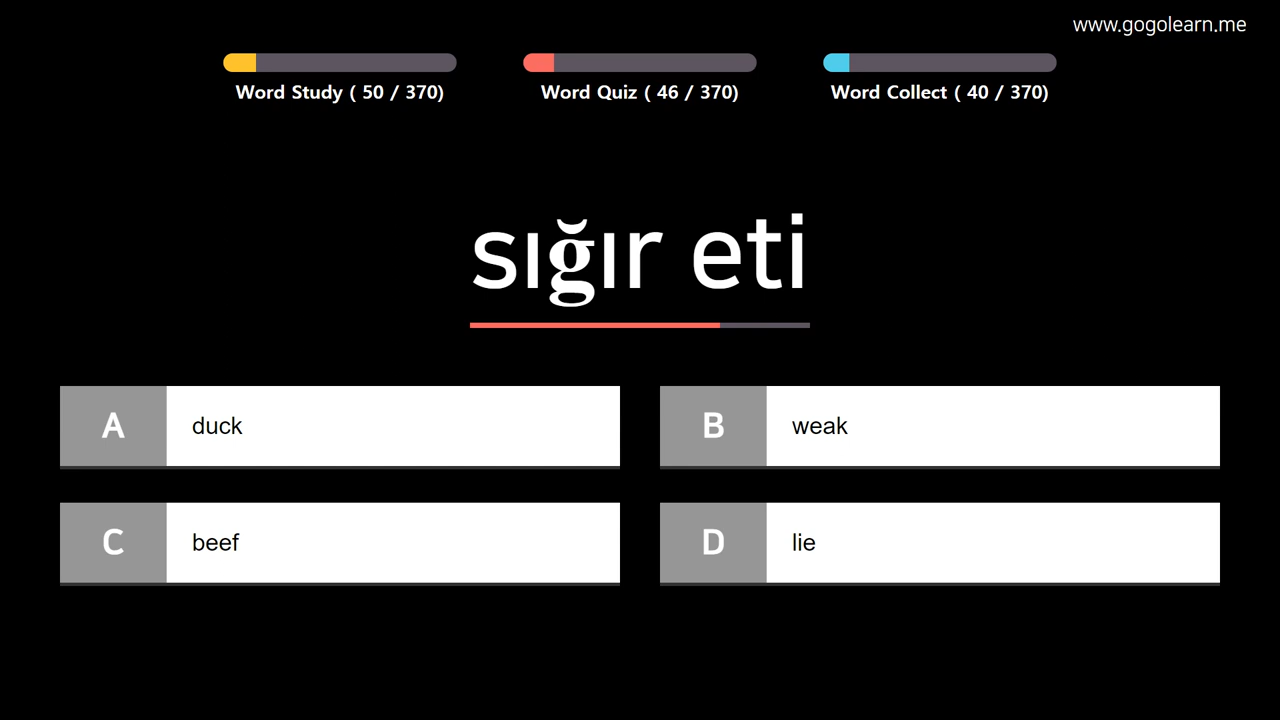 www.gogolearn.me
Word Study ( 50 / 370)
Word Quiz ( 46 / 370)
Word Collect ( 40 / 370)
sığır eti
A duck
B weak
C beef
D lie